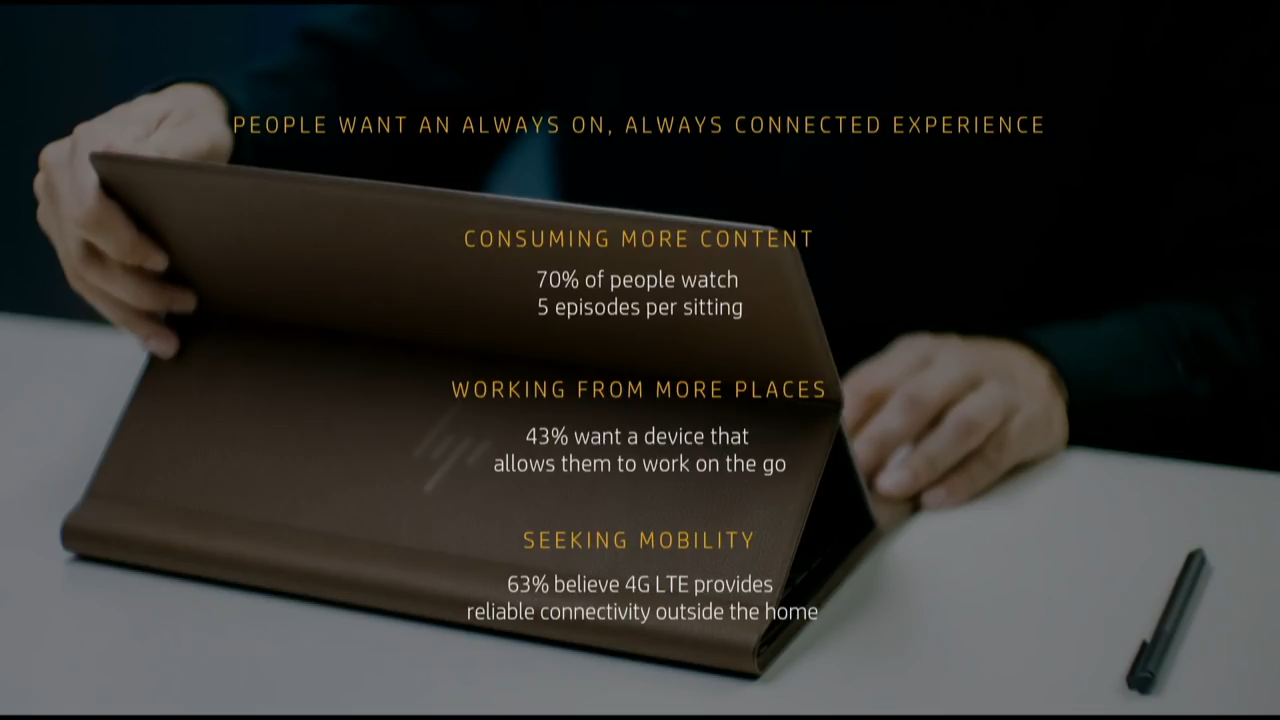 PEOPLE WANT AN ALWAYS ON, ALWAYS CONNECTED EXPERIENCE
CONSUMING MORE CONTENT
70% of people watch
5 episodes per sitting
WORKING FROM MORE PLACES
43% want a device that
allows them to work on the go
hp
SEEKING MOBILITY
63% believe 4G LTE provides
reliable connectivity outside the home